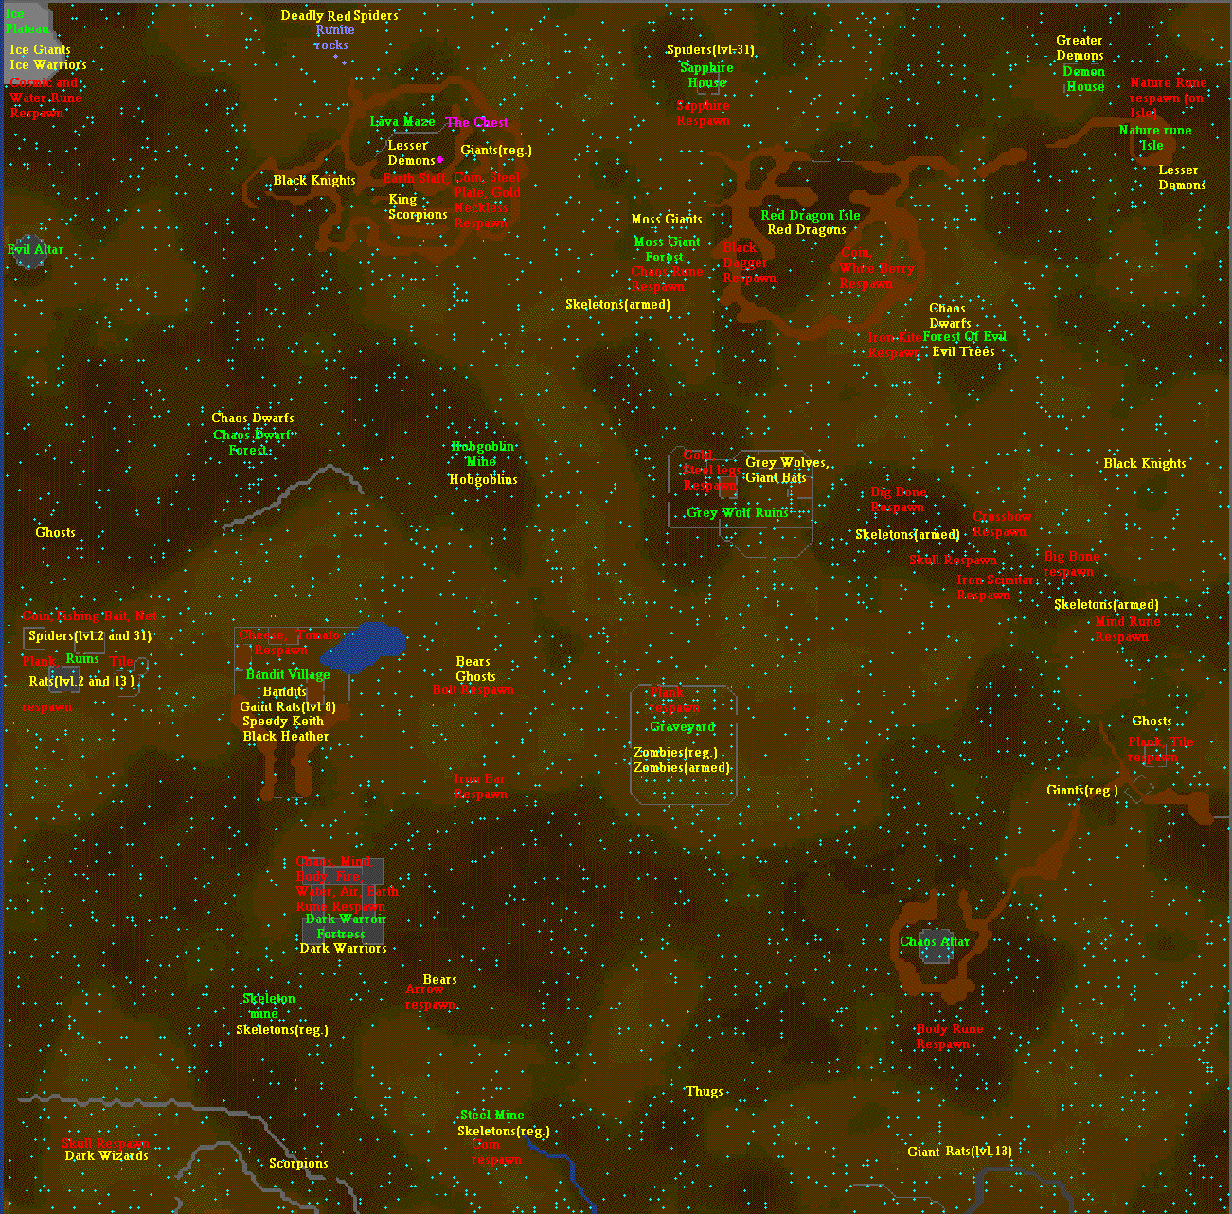 Ice
Plateau
Ice Giants
Ice Warriors
Cosmic and
Water Rune
Respawn
Deadly Red Spiders
Runite
rocks
Spiders(lvl-31)
Sapphire
House
Sapphire
Respawn
Greater
Demons
Demon
House
Nature Rune
respawn (on
Isle)
Nature rune
Isle
Lesser
Demons
Lava Maze
The Chest
Lesser
Demons
Giants(reg.)
Black Knights
Earth Staff,
Coin, Steel
Plate, Gold
Neckless
Respawn
King
Scorpions
Evil Altar
Moss Giants
Moss Giant
Forest
Chaos Rune
Respawn
Red Dragon Isle
Red Dragons
Black
Dagger
Respawn
Coin,
White Berry
Respawn
Skeletons(armed)
Chaos
Dwarfs
Iron Kite
Respawn
Forest Of Evil
Evil Trees
Chaos Dwarfs
Chaos Dwarf
Forest
Hobgoblin
Mine
Hobgoblins
Gold,
Steel legs
Respawn
Grey Wolves,
Giant Bats
Grey Wolf Ruins
Black Knights
Big Bone
Respawn
Crossbow
Respawn
Skeletons(armed)
Skull Respawn
Big Bone
respawn
Iron Scimitar
Respawn
Skeletons(armed)
Mind Rune
Respawn
Ghosts
Coin, Fishing Bait, Net
Spiders(lvl.2 and 31)
Plank, Ruins Tile
Rats(lvl.2 and 13 )
respawn
Cheese, Tomato
Respawn
Bandit Village
Bandits
Gaint Rats(lvl 8)
Speedy Keith
Black Heather
Bears
Ghosts
Bolt Respawn
Plank
respawn
Graveyard
Zombies(reg.)
Zombies(armed)
Iron Bar
Respawn
Ghosts
Plank, Tile
respawn
Giants(reg.)
Chaos, Mind,
Body, Fire,
Water, Air, Earth
Rune Respawn
Dark Warroir
Fortress
Dark Warriors
Chaos Altar
Bears
Arrow
respawn
Skeleton
mine
Skeletons(reg.)
Body Rune
Respawn
Thugs
Steel Mine
Skeletons(reg.)
respawn
Skull Respawn
Dark Wizards
Scorpions
Giant Rats(lvl.13)